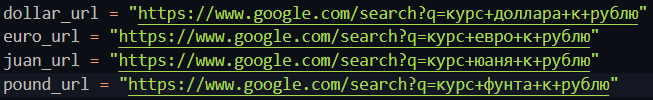 dollar_url = "https://www.google.com/search?q=курс+доллара+к+рублю"
euro_url = "https://www.google.com/search?q=курс+евро+к+рублю"
juan_url = "https://www.google.com/search?q=курс+юаня+к+рублю"
pound_url = "https://www.google.com/search?q=курс+фунта+к+рублю"